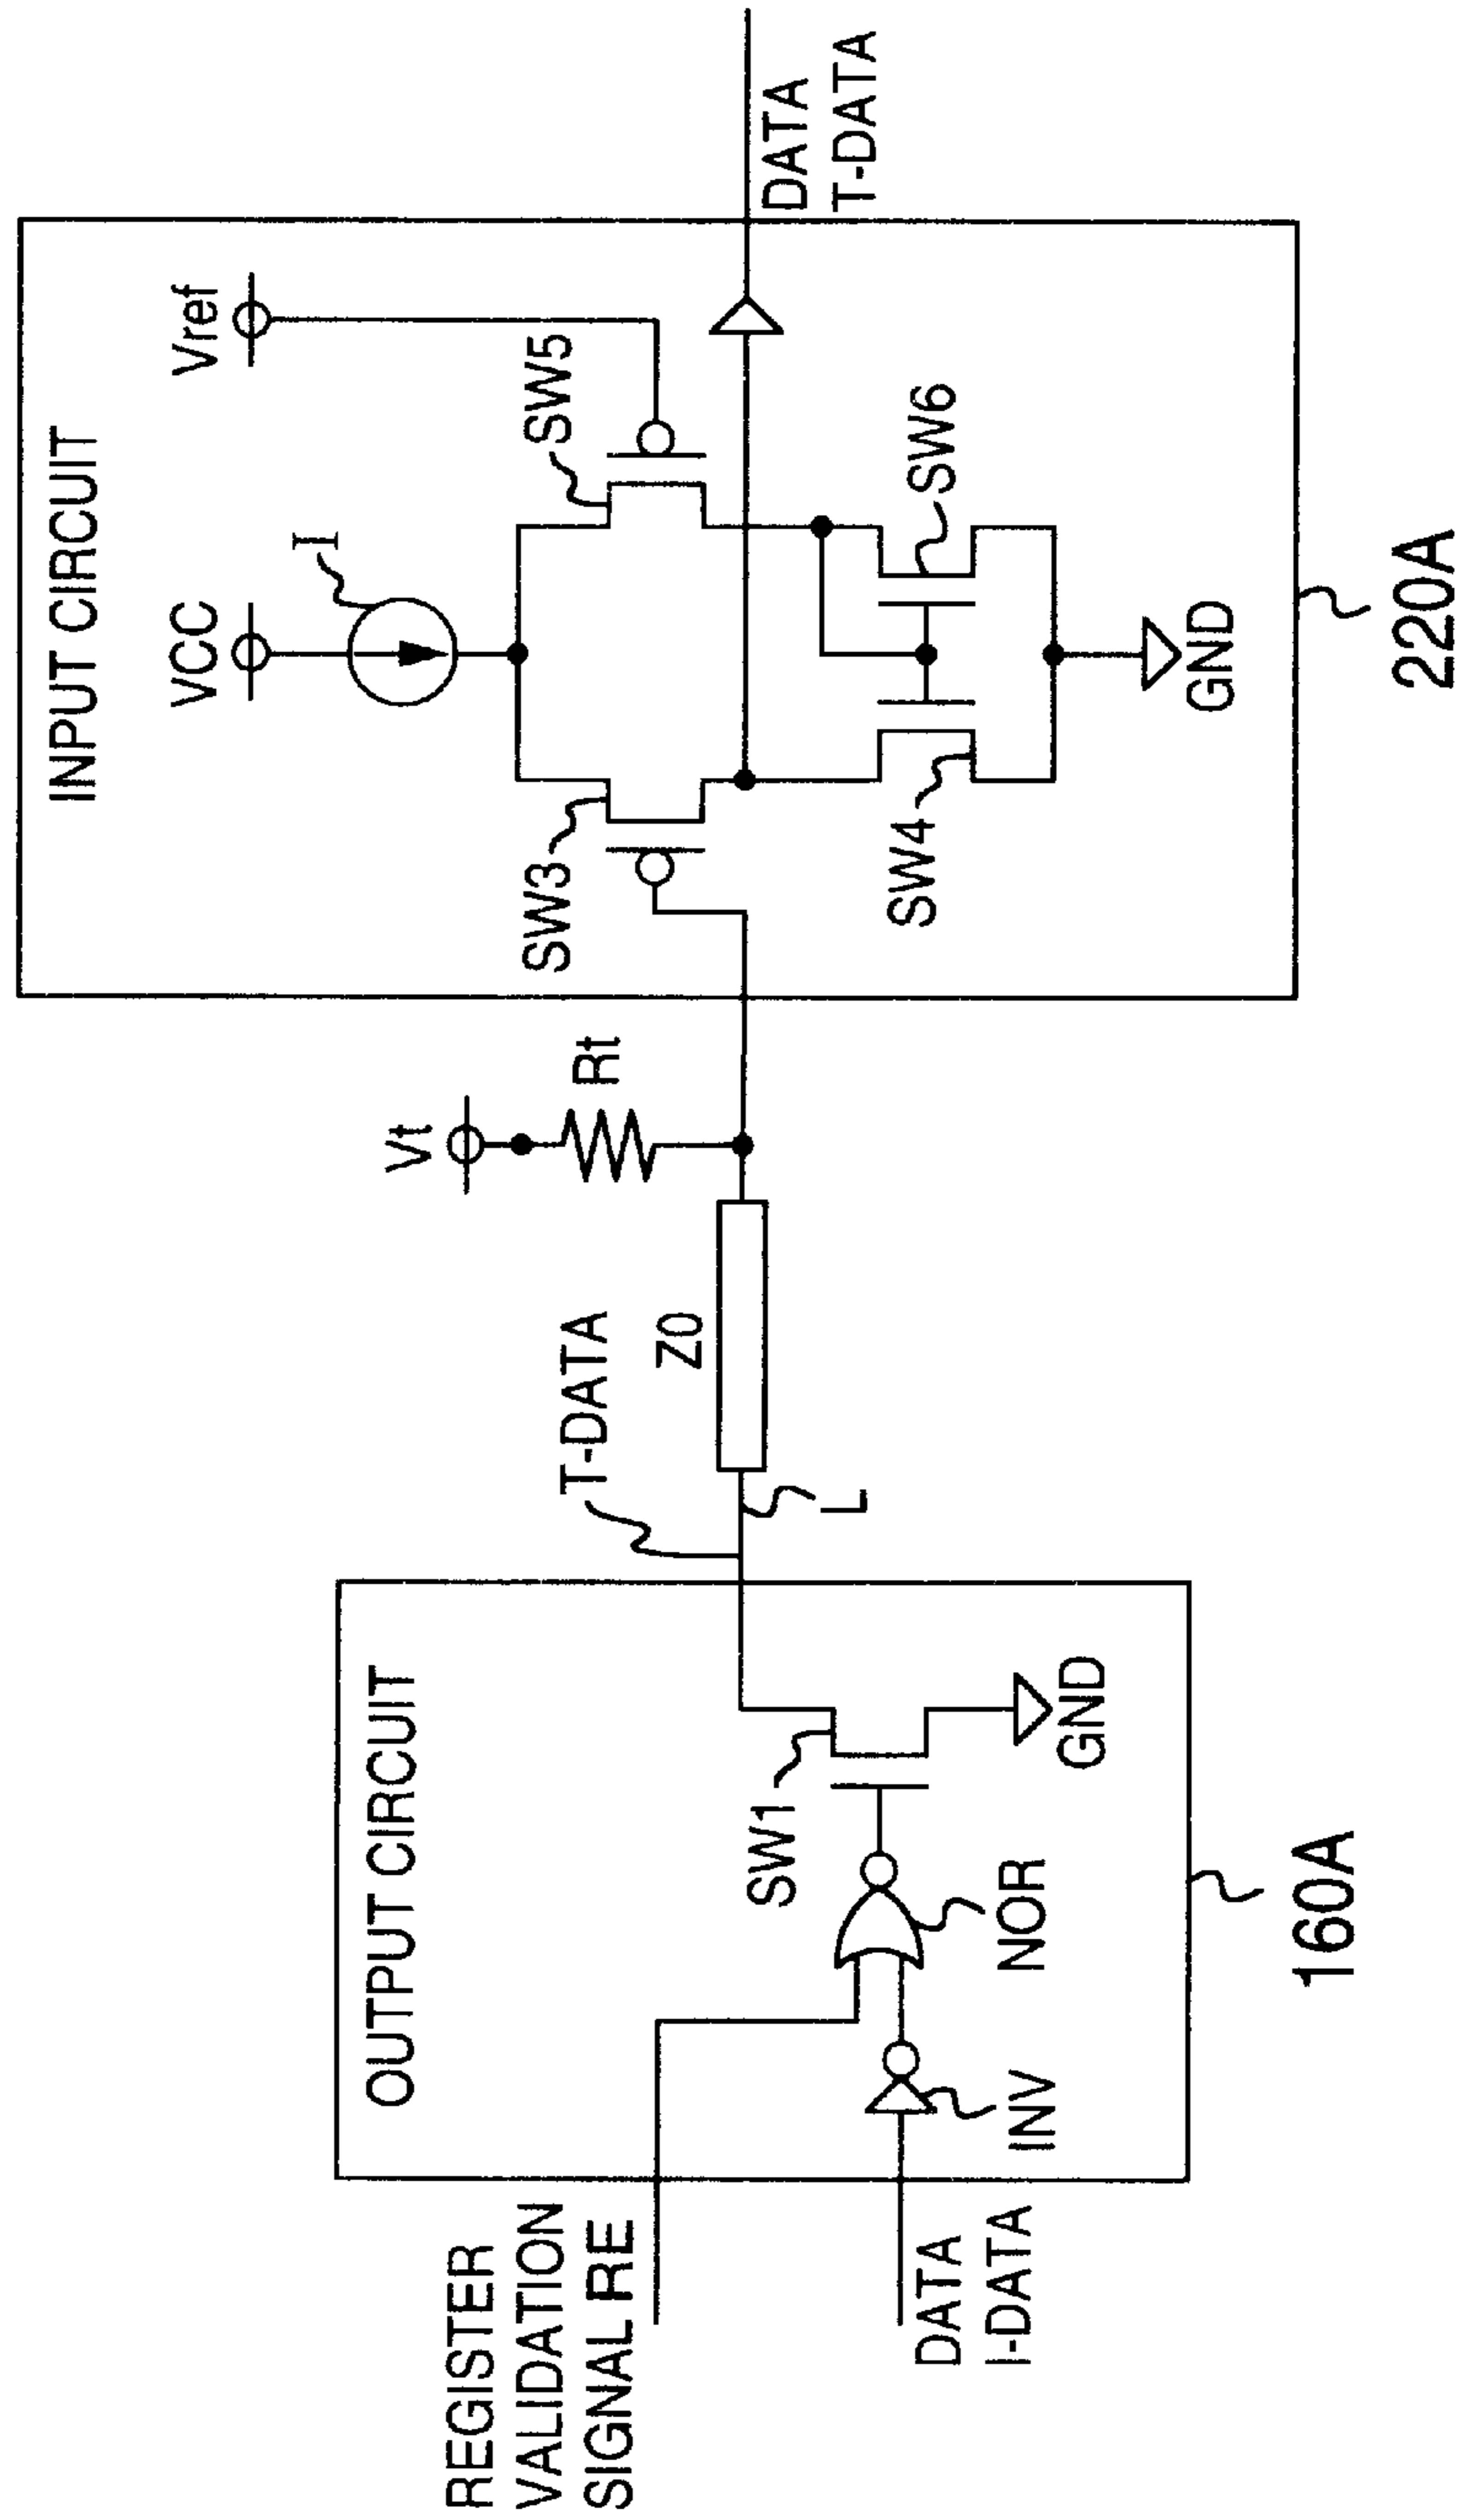 REGISTER
VALIDATION
SIGNAL RE
DATA
I-DATA
OUTPUT CIRCUIT
INV
NOR
SW1
GND
160A
T-DATA
L
Z0
Vt
Rt
INPUT CIRCUIT
VCC
I
Vref
SW3
SW5
SW4
SW6
GND
220A
DATA
T-DATA